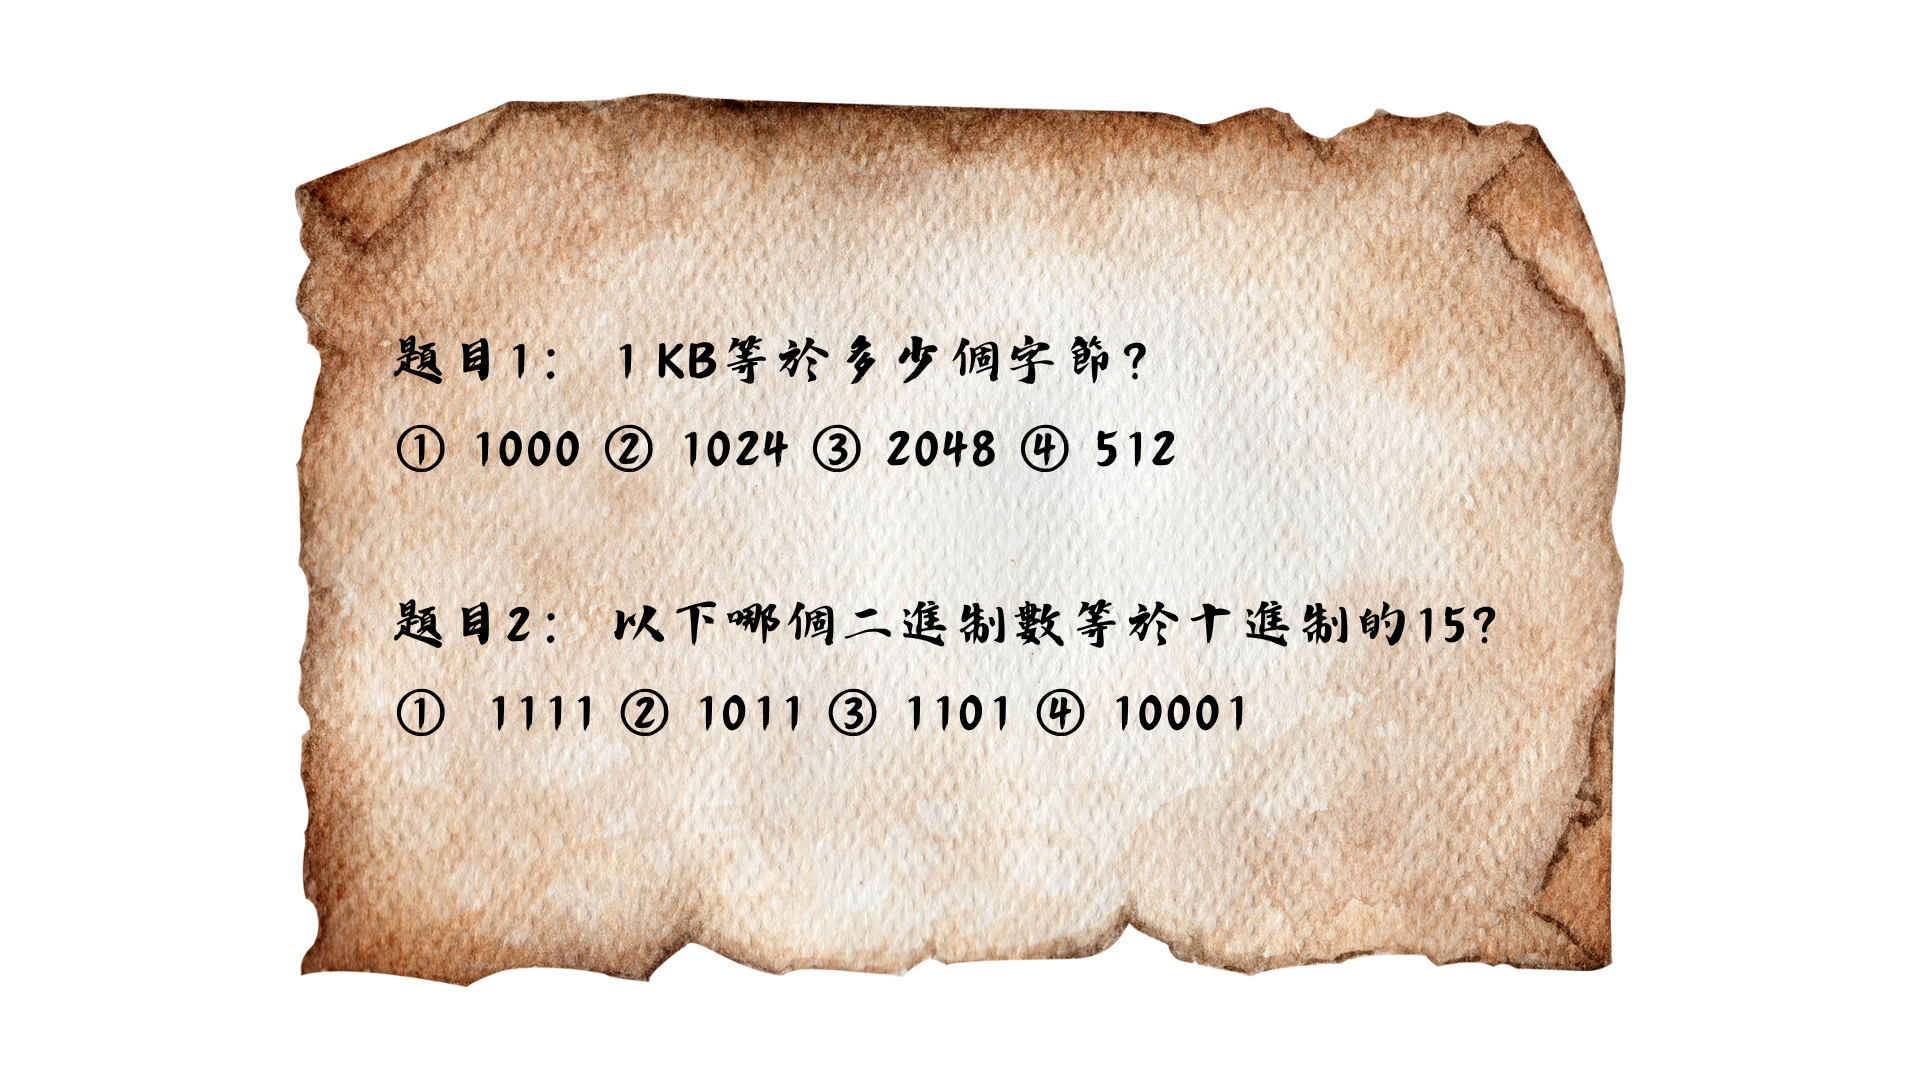 題目1： 1 KB等於多少個字節？
① 1000 ② 1024 ③ 2048 ④ 512
題目2： 以下哪個二進制數等於十進制的15?
① 1111 ② 1011 ③ 1101 ④ 10001